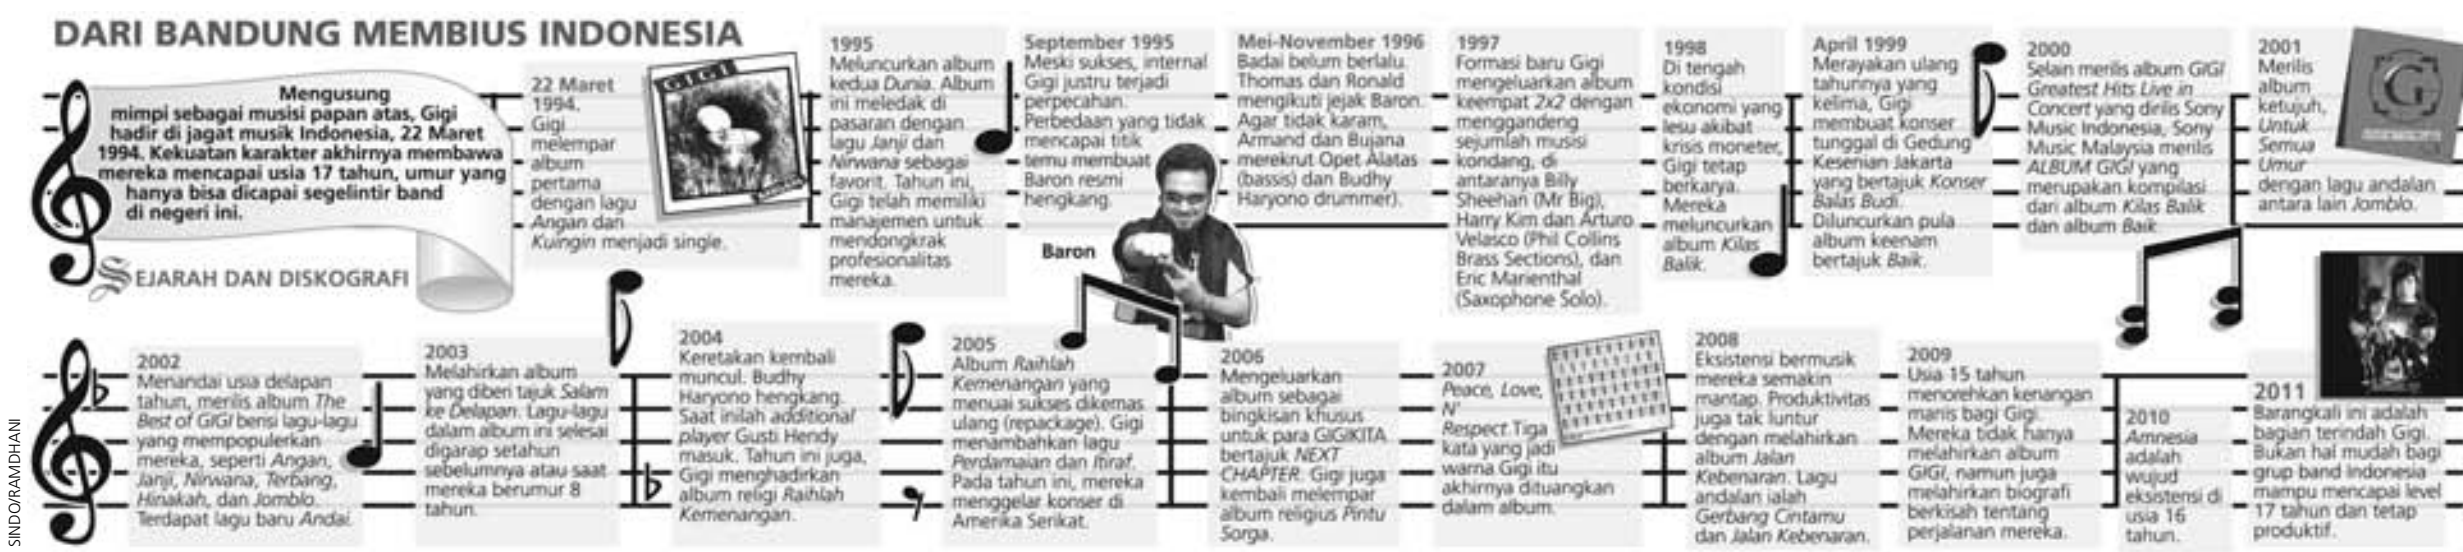 DARI BANDUNG MEMBIUS INDONESIA
Mengusung
mimpi sebagai musisi papan atas, Gigi
hadir di jagat musik Indonesia, 22 Maret
1994. Kekuatan karakter akhirnya membawa
mereka mencapai usia 17 tahun, umur yang
hanya bisa dicapai segelintir band
di negeri ini.
SEJARAH DAN DISKOGRAFI
22 Maret
1994.
Gigi
melempar
album
pertama
dengan lagu
Angan dan
Kuingin menjadi single.
GIGI
1995
Meluncurkan album
kedua Dunia. Album
ini meledak di
pasaran dengan
lagu Janji dan
Nirwana sebagai
favorit. Tahun ini,
Gigi telah memiliki
manajemen untuk
mendongkrak
profesionalitas
mereka.
September 1995
Meski sukses, internal
Gigi justru terjadi
perpecahan.
Perbedaan yang tidak
mencapai titik
temu membuat
Baron resmi
hengkang.
Baron
Mei-November 1996
Badai belum berlalu.
Thomas dan Ronald
mengikuti jejak Baron.
Agar tidak karam,
Armand dan Bujana
merekrut Opet Alatas
(bassis) dan Budhy
Haryono drummer).
1997
Formasi baru Gigi
mengeluarkan album
keempat 2x2 dengan
menggandeng
sejumlah musisi
kondang, di
antaranya Billy
Sheehan (Mr Big),
Harry Kim dan Arturo
Velasco (Phil Collins
Brass Sections), dan
Eric Marienthal
(Saxophone Solo).
1998
Di tengah
kondisi
ekonomi yang
lesu akibat
krisis moneter,
Gigi tetap
berkarya.
Mereka
meluncurkan
album Kilas
Balik.
April 1999
Merayakan ulang
tahunnya yang
kelima, Gigi
membuat konser
tunggal di Gedung
Kesenian Jakarta
yang bertajuk Konser
Balas Budi.
Diluncurkan pula
album keenam
bertajuk Baik.
2000
Selain merilis album GIGI
Greatest Hits Live in
Concert yang dirilis Sony
Music Indonesia, Sony
Music Malaysia merilis
ALBUM GIGI yang
merupakan kompilasi
dari album Kilas Balik
dan album Baik.
2001
Merilis
album
ketujuh,
Untuk
Semua
Umur
dengan lagu andalan
antara lain Jomblo.
G
2002
Menandai usia delapan
tahun, merilis album The
Best of GIGI berisi lagu-lagu
yang mempopulerkan
mereka, seperti Angan,
Janji, Nirwana, Terbang,
Hinakah, dan Jomblo.
Terdapat lagu baru Andai.
2003
Melahirkan album
yang diberi tajuk Salam
ke Delapan. Lagu-lagu
dalam album ini selesai
digarap setahun
sebelumnya atau saat
mereka berumur 8
tahun.
2004
Keretakan kembali
muncul. Budhy
Haryono hengkang.
Saat inilah additional
player Gusti Hendy
masuk. Tahun ini juga,
Gigi menghadirkan
album religi Raihlah
Kemenangan.
2005
Album Raihlah
Kemenangan yang
menuai sukses dikemas
ulang (repackage). Gigi
menambahkan lagu
Perdamaian dan Itiraf.
Pada tahun ini, mereka
menggelar konser di
Amerika Serikat.
2006
Mengeluarkan
album sebagai
bingkisan khusus
untuk para GIGIKITA
bertajuk NEXT
CHAPTER. Gigi juga
kembali melempar
album religius Pintu
Sorga.
2007
Peace, Love,
N'
Respect Tiga
kata yang jadi
warna Gigi itu
akhirnya dituangkan
dalam album.
2008
Eksistensi bermusik
mereka semakin
mantap. Produktivitas
juga tak luntur
dengan melahirkan
album Jalan
Kebenaran. Lagu
andalan ialah
Gerbang Cintamu
dan Jalan Kebenaran.
2009
Usia 15 tahun
menorehkan kenangan
manis bagi Gigi.
Mereka tidak hanya
melahirkan album
GIGI, namun juga
melahirkan biografi
berkisah tentang
perjalanan mereka.
2010
Amnesia
adalah
wujud
eksistensi di
usia 16
tahun.
2011
Barangkali ini adalah
bagian terindah Gigi.
Bukan hal mudah bagi
grup band Indonesia
mampu mencapai level
17 tahun dan tetap
produktif.
SINDO/RAMDHANI